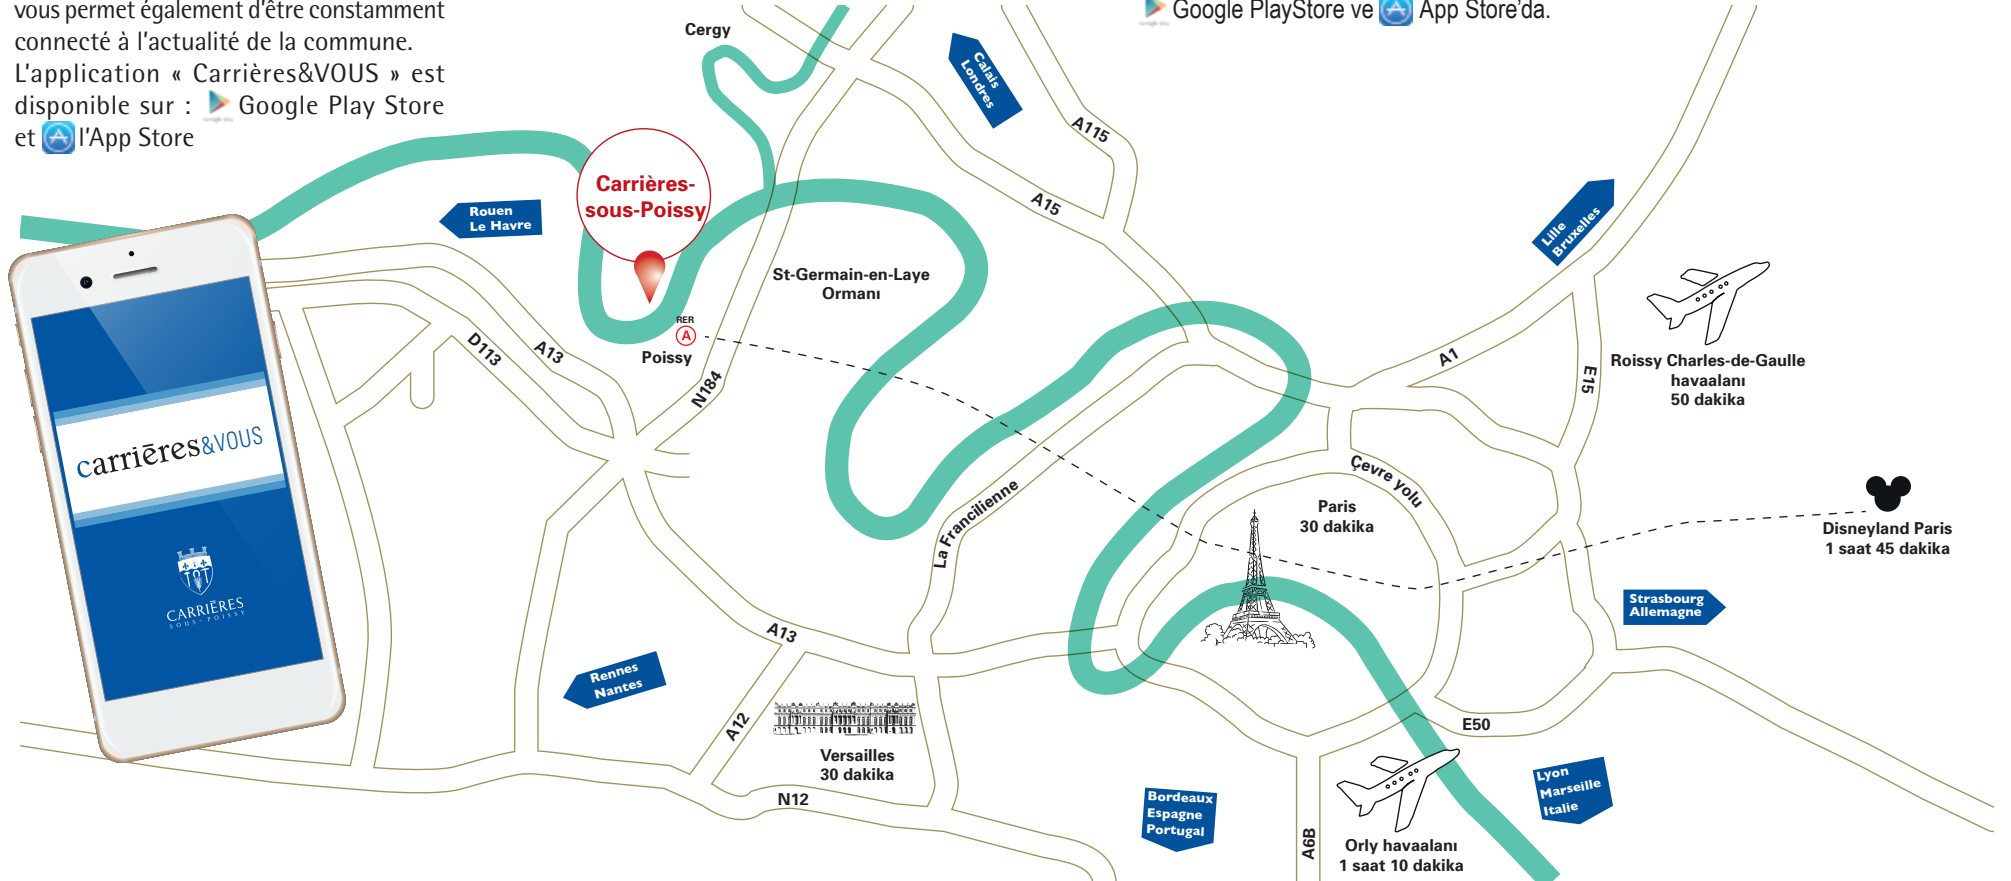 vous permet également d'être constamment
connecté à l'actualité de la commune.
L'application « Carrières&VOUS » est
disponible sur : Google Play Store
et l'App Store
Google PlayStore ve App Store'da.
Cergy
Calais
Londres
A115
A15
Carrières-
sous-Poissy
Rouen
Le Havre
Lille
Bruxelles
St-Germain-en-Laye
Ormanı
RER
A
Poissy
D113
A13
N184
A1
E15
Roissy Charles-de-Gaulle
havaalanı
50 dakika
carriēres&VOUS
CARRIĒRES
SOUS-POISSY
La Francilienne
Çevre yolu
Paris
30 dakika
Disneyland Paris
1 saat 45 dakika
Strasbourg
Allemagne
A13
Rennes
Nantes
A12
Versailles
30 dakika
N12
E50
Bordeaux
Espagne
Portugal
A6B
Orly havaalanı
1 saat 10 dakika
Lyon
Marseille
Italie